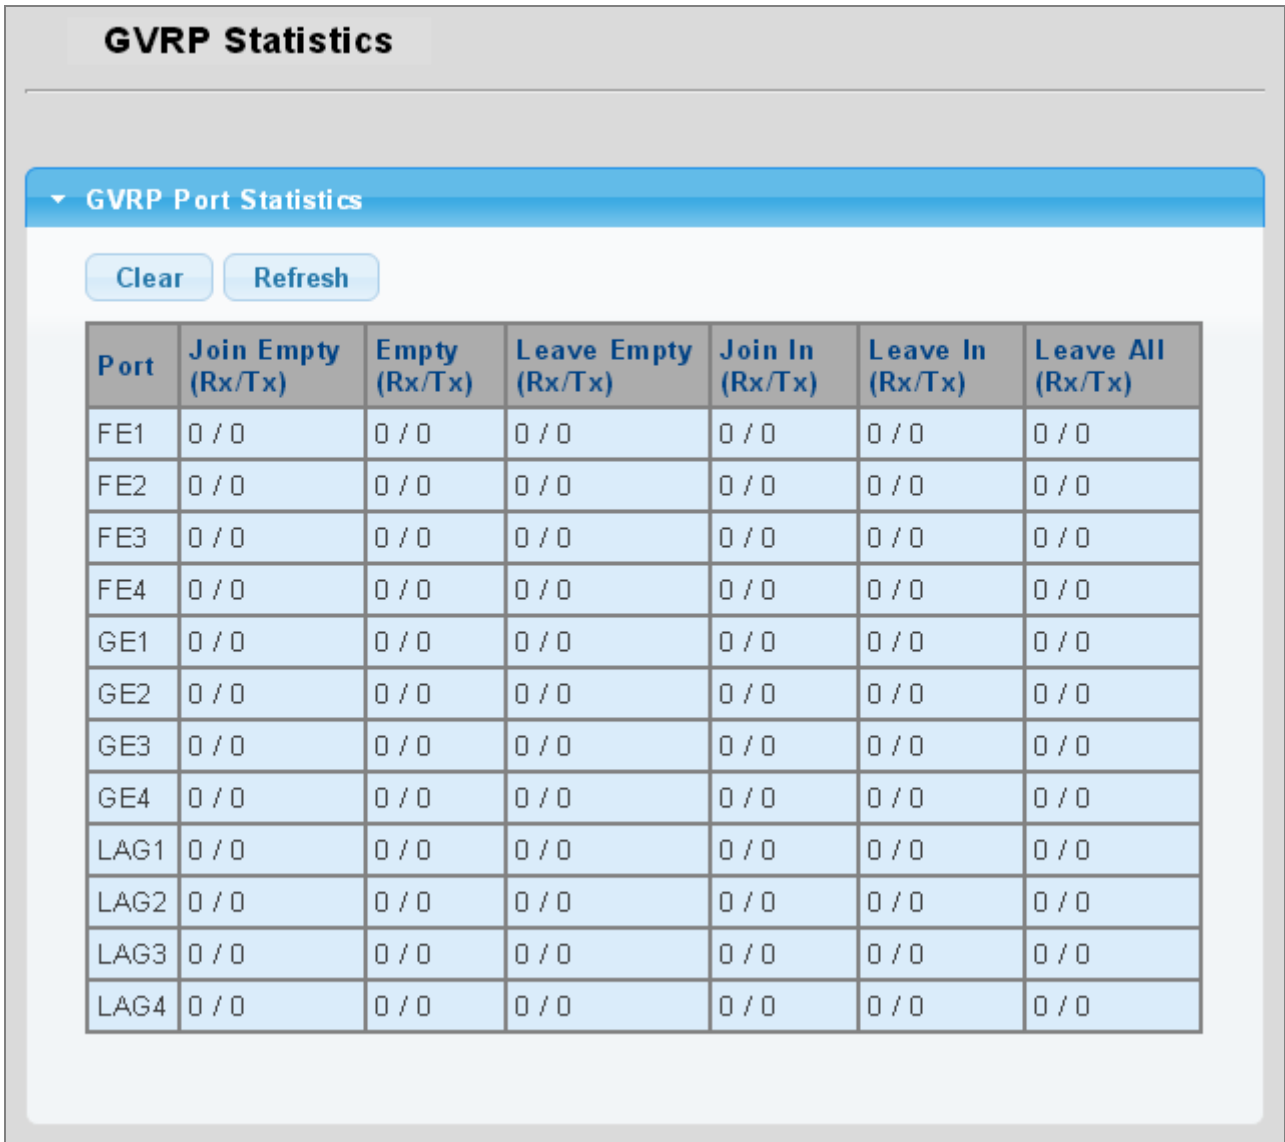 GVRP Statistics
GVRP Port Statistics
Clear Refresh
Port Join Empty (Rx/Tx) Empty (Rx/Tx) Leave Empty (Rx/Tx) Join In (Rx/Tx) Leave In (Rx/Tx) Leave All (Rx/Tx)
FE1 0 / 0 0 / 0 0 / 0 0 / 0 0 / 0 0 / 0
FE2 0 / 0 0 / 0 0 / 0 0 / 0 0 / 0 0 / 0
FE3 0 / 0 0 / 0 0 / 0 0 / 0 0 / 0 0 / 0
FE4 0 / 0 0 / 0 0 / 0 0 / 0 0 / 0 0 / 0
GE1 0 / 0 0 / 0 0 / 0 0 / 0 0 / 0 0 / 0
GE2 0 / 0 0 / 0 0 / 0 0 / 0 0 / 0 0 / 0
GE3 0 / 0 0 / 0 0 / 0 0 / 0 0 / 0 0 / 0
GE4 0 / 0 0 / 0 0 / 0 0 / 0 0 / 0 0 / 0
LAG1 0 / 0 0 / 0 0 / 0 0 / 0 0 / 0 0 / 0
LAG2 0 / 0 0 / 0 0 / 0 0 / 0 0 / 0 0 / 0
LAG3 0 / 0 0 / 0 0 / 0 0 / 0 0 / 0 0 / 0
LAG4 0 / 0 0 / 0 0 / 0 0 / 0 0 / 0 0 / 0